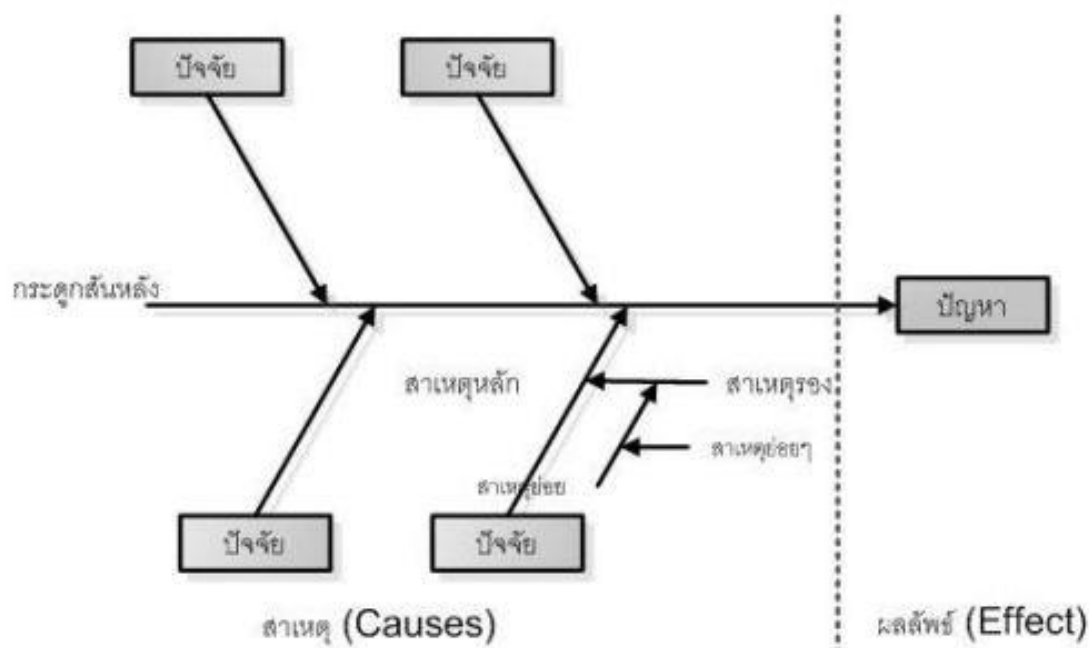 ปัจจัย
ปัจจัย
กระดูกสันหลัง
ปัญหา
สาเหตุหลัก
สาเหตุรอง
สาเหตุย่อยๆ
สาเหตุย่อย
ปัจจัย
ปัจจัย
สาเหตุ (Causes)
ผลลัพธ์ (Effect)